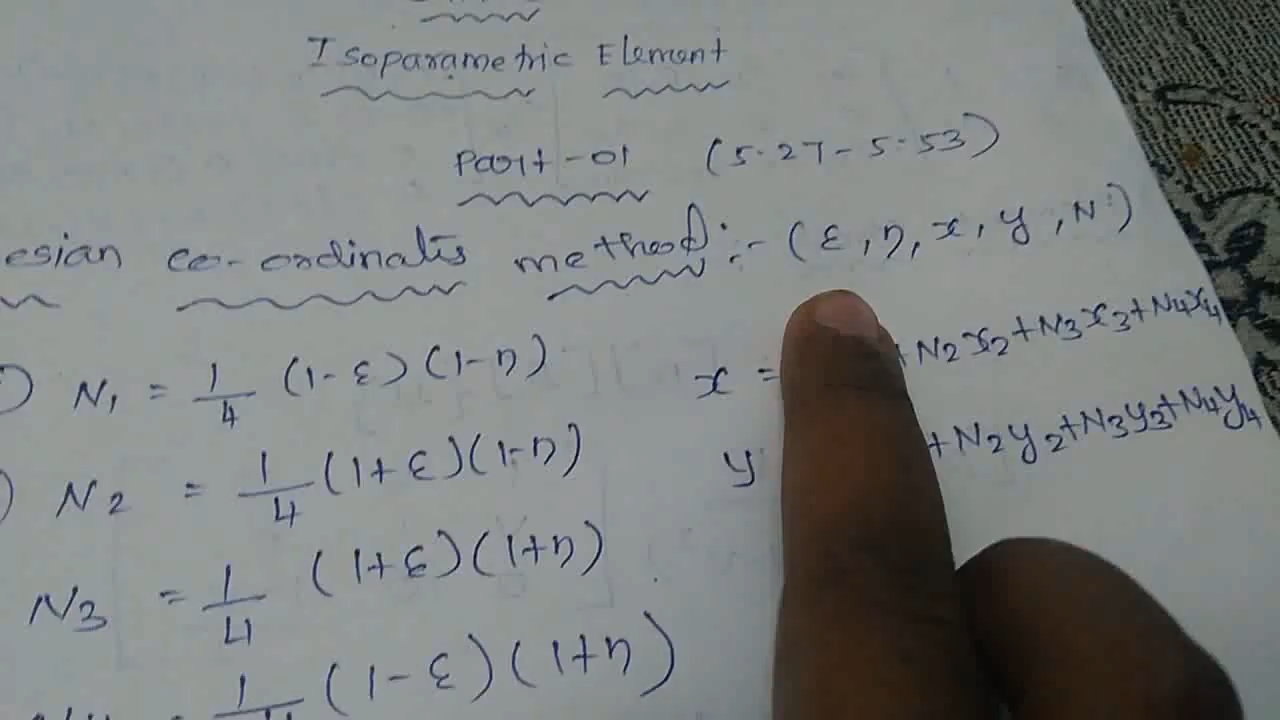 Isoparametric Element
Part-01 (5.27-5.53)
esian co-ordinates method:- (ε, η, x, y, N)
) N1 = 1/4 (1-ε)(1-η)
x = +N2x2+N3x3+N4x4
) N2 = 1/4 (1+ε)(1-η)
y +N2y2+N3y3+N4y4
N3 = 1/4 (1+ε)(1+η)
= 1/4 (1-ε)(1+η)